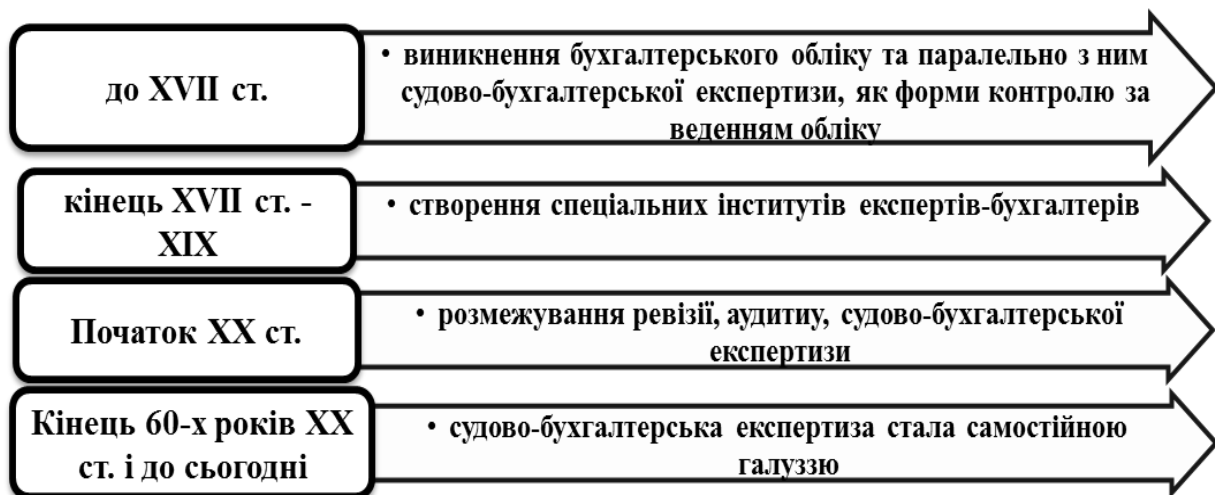 до XVII ст.
• виникнення бухгалтерського обліку та паралельно з ним
судово-бухгалтерської експертизи, як форми контролю за
веденням обліку
кінець XVII ст. -
XIX
• створення спеціальних інститутів експертів-бухгалтерів
Початок XX ст.
• розмежування ревізії, аудитиу, судово-бухгалтерської
експертизи
Кінець 60-х років XX
ст. і до сьогодні
• судово-бухгалтерська експертиза стала самостійною
галуззю